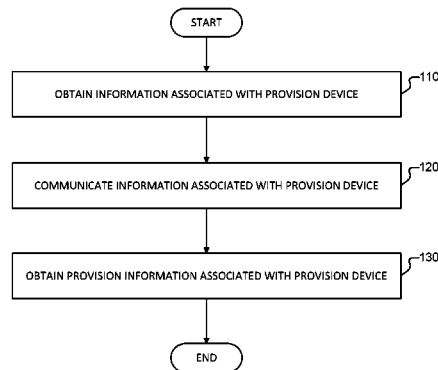 START
OBTAIN INFORMATION ASSOCIATED WITH PROVISION DEVICE
110
COMMUNICATE INFORMATION ASSOCIATED WITH PROVISION DEVICE
120
OBTAIN PROVISION INFORMATION ASSOCIATED WITH PROVISION DEVICE
130
END